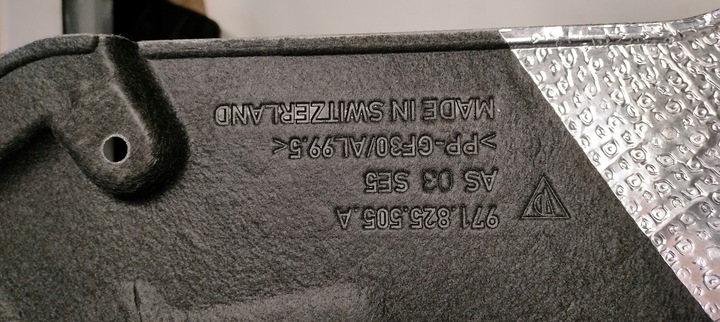 971.825.505.A
AS 03 SE5
>PP-GF30/AL99.5<
MADE IN SWITZERLAND